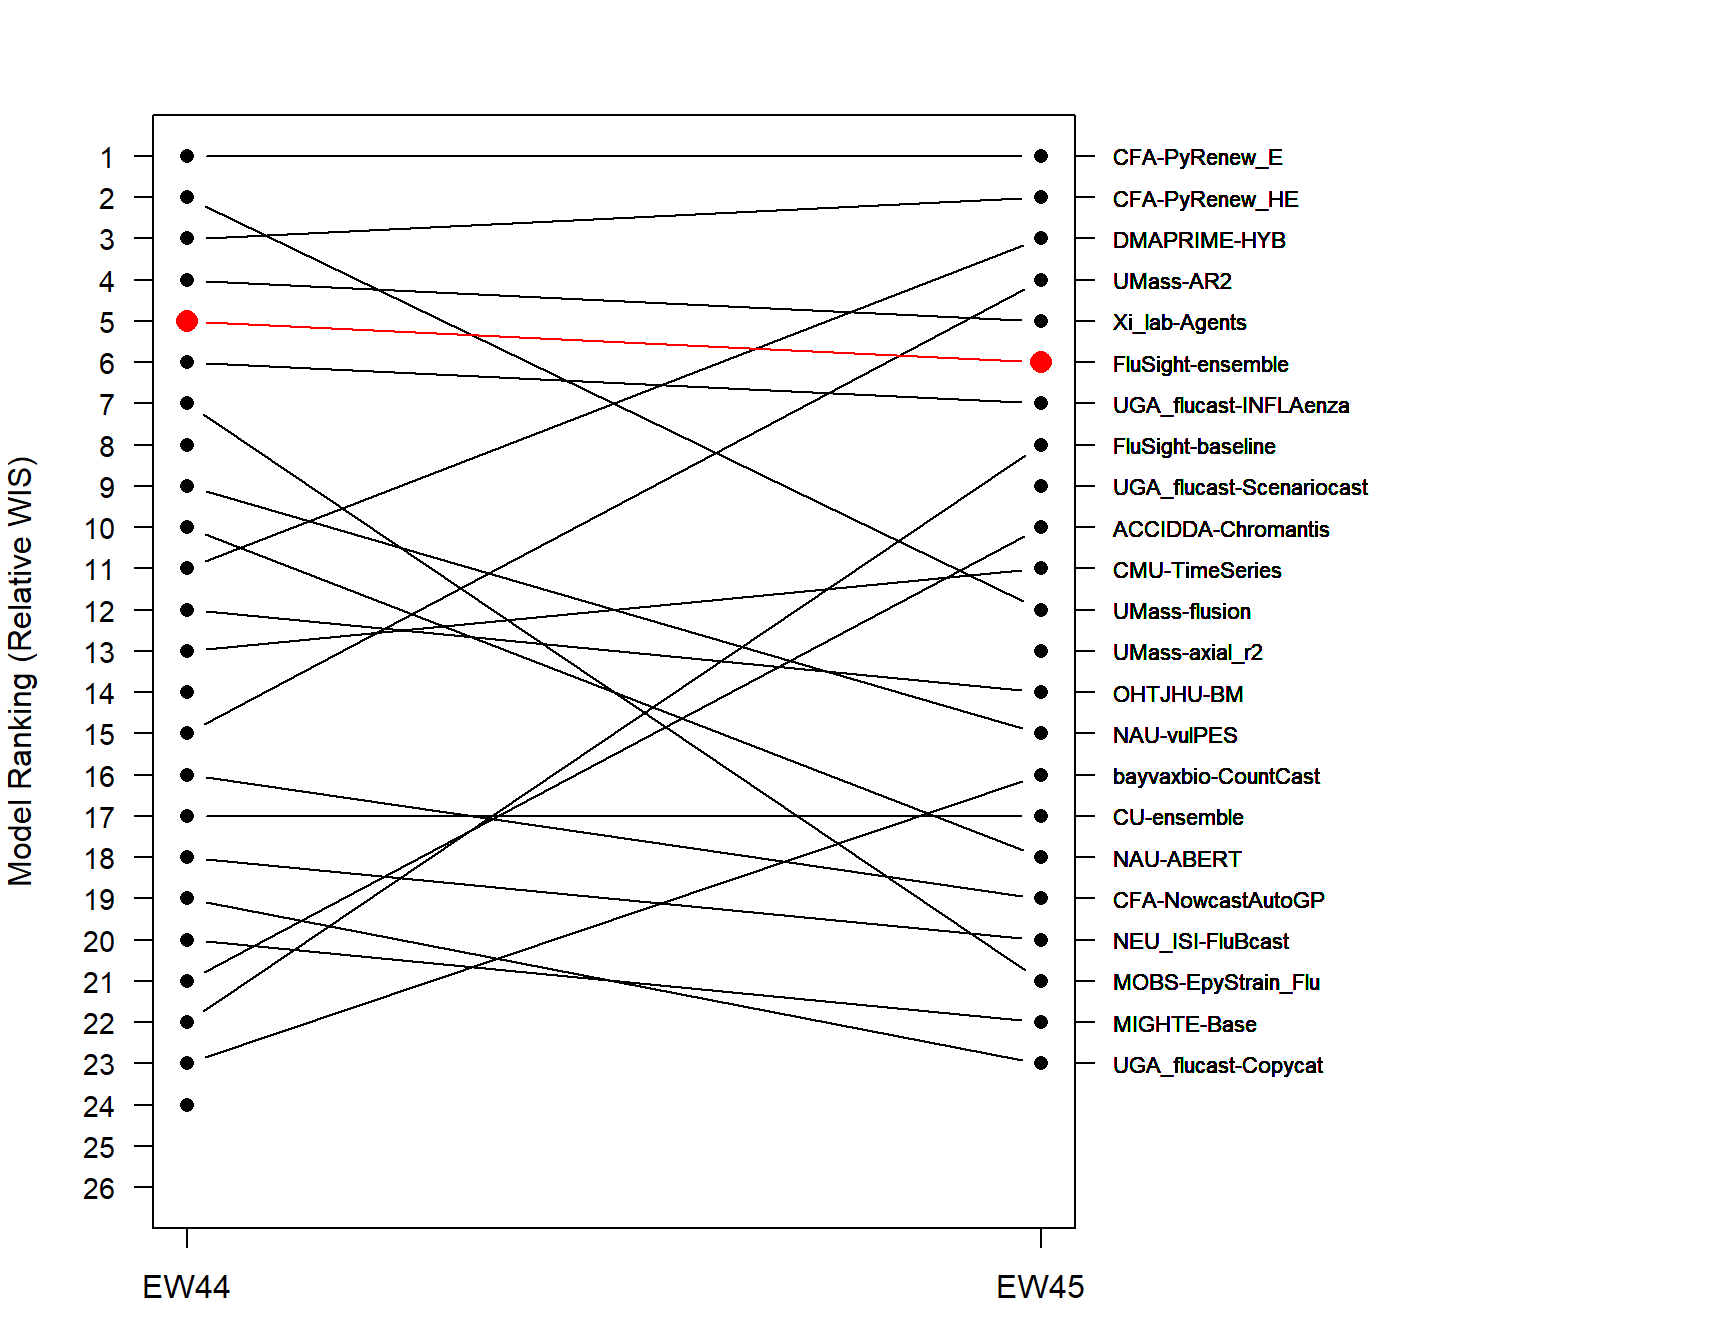 Model Ranking (Relative WIS)
1
2
3
4
5
6
7
8
9
10
11
12
13
14
15
16
17
18
19
20
21
22
23
24
25
26
CFA-PyRenew_E
CFA-PyRenew_HE
DMAPRIME-HYB
UMass-AR2
Xi_lab-Agents
FluSight-ensemble
UGA_flucast-INFLAenza
FluSight-baseline
UGA_flucast-Scenariocast
ACCIDDA-Chromantis
CMU-TimeSeries
UMass-flusion
UMass-axial_r2
OHTJHU-BM
NAU-vulPES
bayvaxbio-CountCast
CU-ensemble
NAU-ABERT
CFA-NowcastAutoGP
NEU_ISI-FluBcast
MOBS-EpyStrain_Flu
MIGHTE-Base
UGA_flucast-Copycat
EW44
EW45